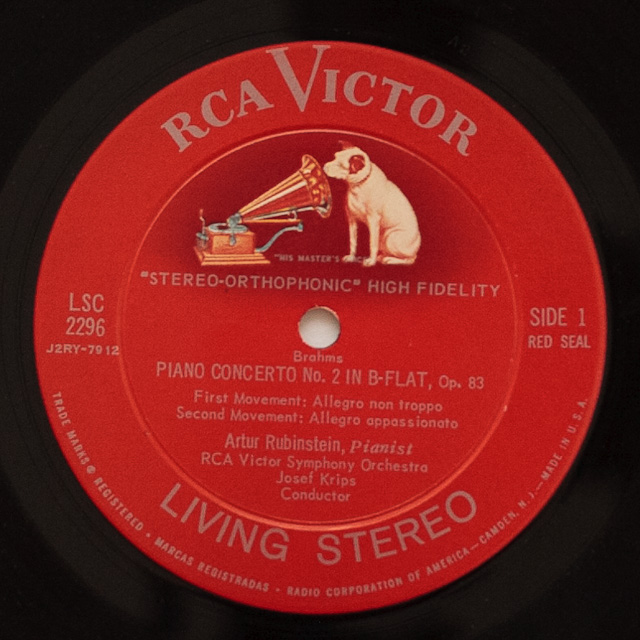 RCA VICTOR
"HIS MASTER'S VOICE"
"STEREO-ORTHOPHONIC" HIGH FIDELITY
LSC
2296
J2RY-7912
SIDE 1
RED SEAL
Brahms
PIANO CONCERTO No. 2 IN B-FLAT, Op. 83
First Movement: Allegro non troppo
Second Movement: Allegro appassionato
Artur Rubinstein, Pianist
RCA Victor Symphony Orchestra
Josef Krips
Conductor
LIVING STEREO
TRADE MARKS ® REGISTERED • MARCAS REGISTRADAS • RADIO CORPORATION OF AMERICA—CAMDEN, N.J.—MADE IN U.S.A.